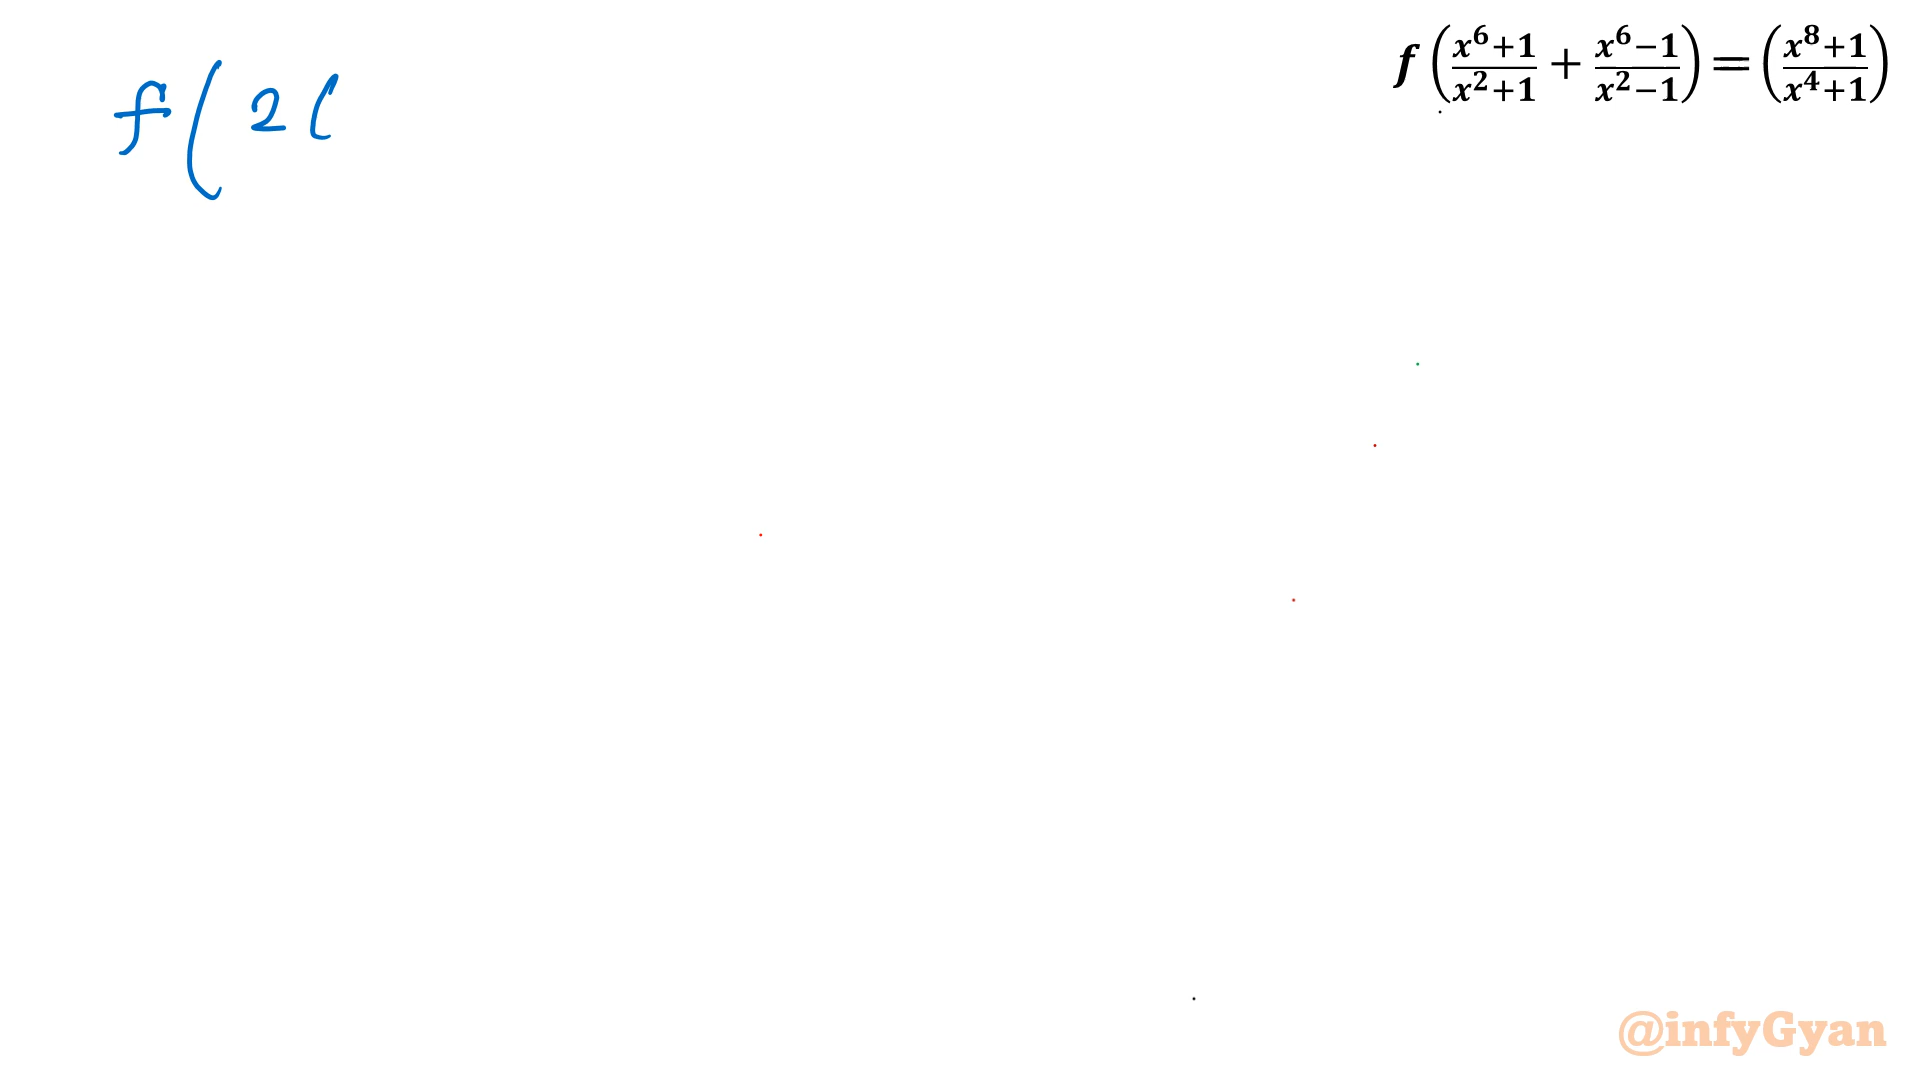 f(2(
f((x^6+1)/(x^2+1) + (x^6−1)/(x^2−1)) = ((x^8+1)/(x^4+1))
@infyGyan